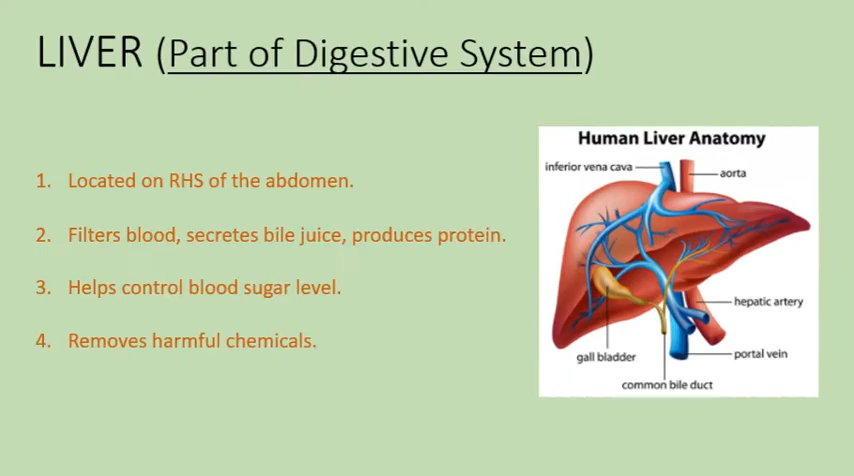 LIVER (Part of Digestive System)
1. Located on RHS of the abdomen.
2. Filters blood, secretes bile juice, produces protein.
3. Helps control blood sugar level.
4. Removes harmful chemicals.
Human Liver Anatomy
inferior vena cava
aorta
hepatic artery
gall bladder
portal vein
common bile duct